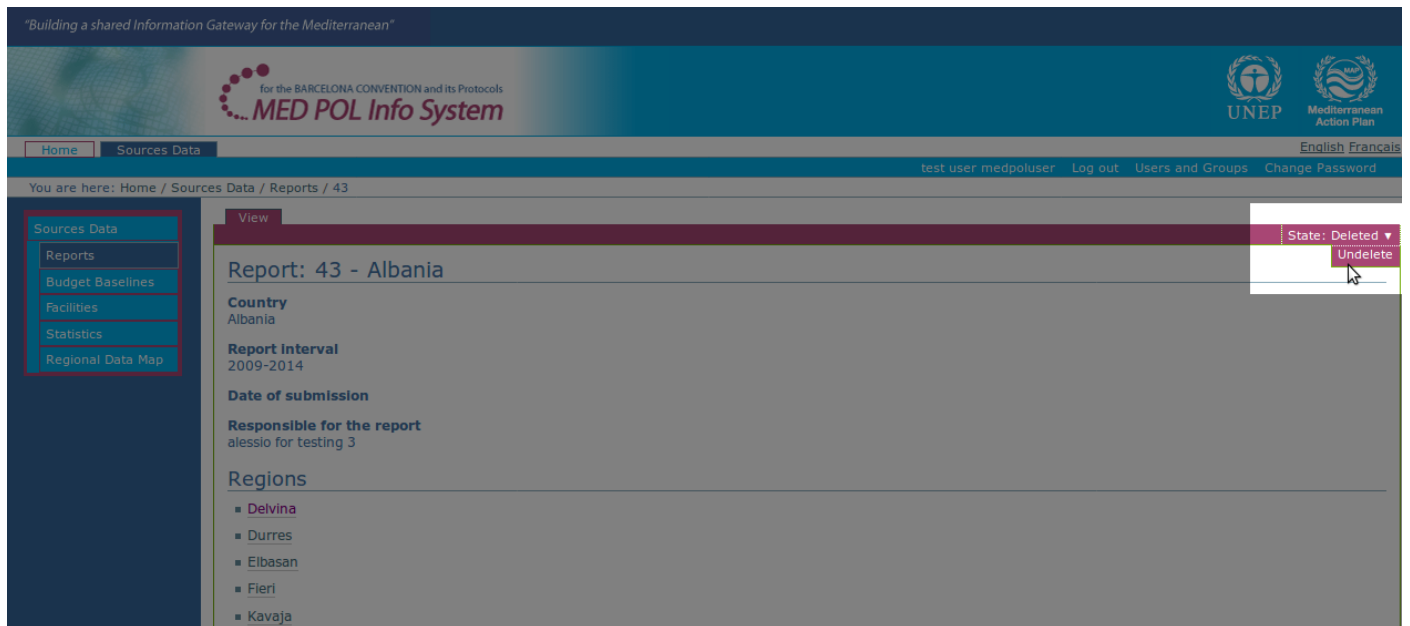 "Building a shared Information Gateway for the Mediterranean"
for the BARCELONA CONVENTION and its Protocols
MED POL Info System
UNEP
MAP
Mediterranean
Action Plan
Home Sources Data
English Français
test user medpoluser Log out Users and Groups Change Password
You are here: Home / Sources Data / Reports / 43
Sources Data
Reports
Budget Baselines
Facilities
Statistics
Regional Data Map
View
State: Deleted ▼
Undelete
Report: 43 - Albania
Country
Albania
Report interval
2009-2014
Date of submission
Responsible for the report
alessio for testing 3
Regions
Delvina
Durres
Elbasan
Fieri
Kavaja